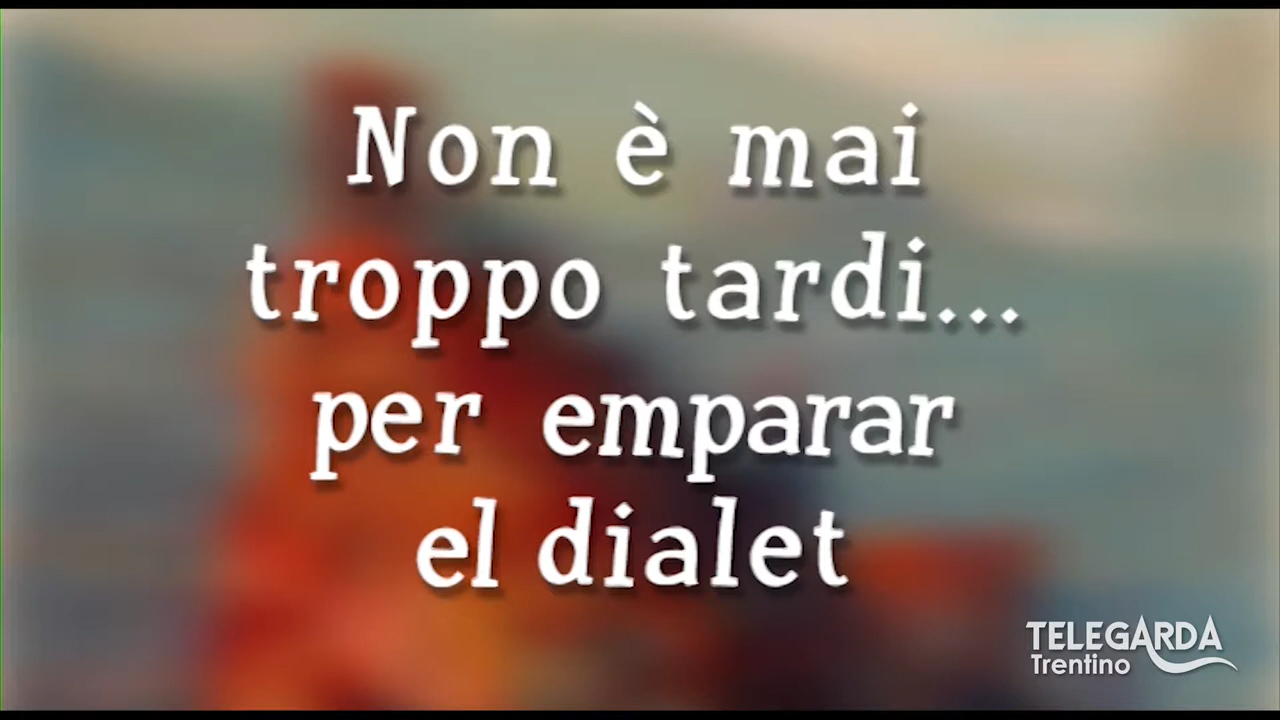 Non è mai
troppo tardi...
per emparar
el dialet
TELEGARDA
Trentino